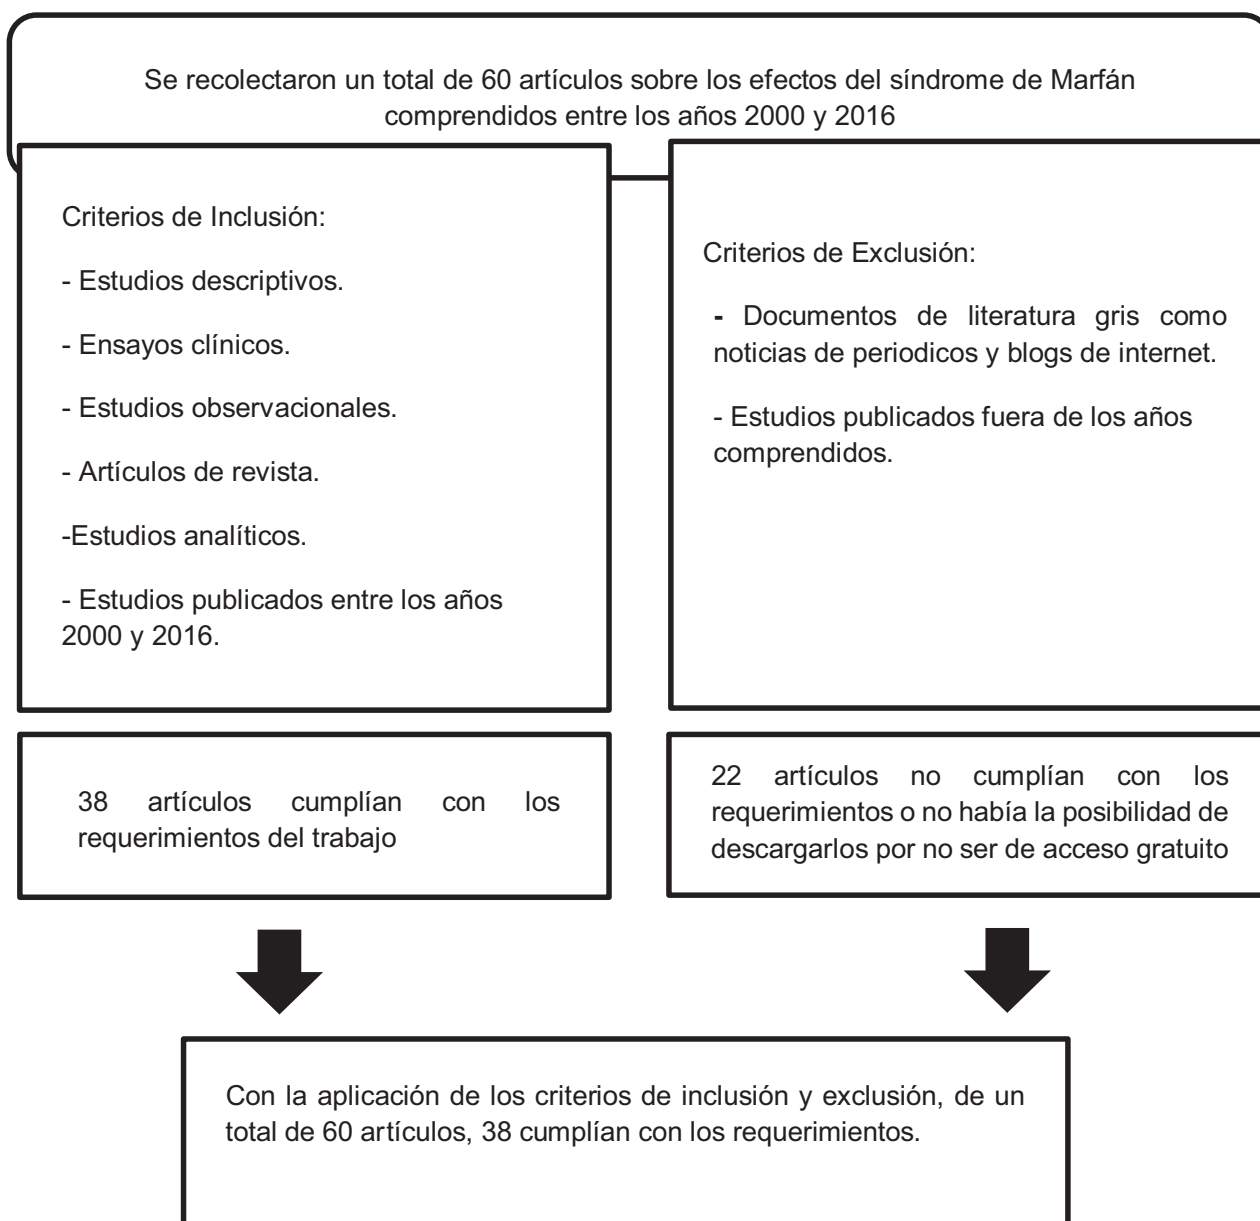 Se recolectaron un total de 60 artículos sobre los efectos del síndrome de Marfán
comprendidos entre los años 2000 y 2016
Criterios de Inclusión:
- Estudios descriptivos.
- Ensayos clínicos.
- Estudios observacionales.
- Artículos de revista.
-Estudios analíticos.
- Estudios publicados entre los años
2000 y 2016.
Criterios de Exclusión:
- Documentos de literatura gris como
noticias de periodicos y blogs de internet.
- Estudios publicados fuera de los años
comprendidos.
38 artículos cumplían con los
requerimientos del trabajo
22 artículos no cumplían con los
requerimientos o no había la posibilidad de
descargarlos por no ser de acceso gratuito
Con la aplicación de los criterios de inclusión y exclusión, de un
total de 60 artículos, 38 cumplían con los requerimientos.